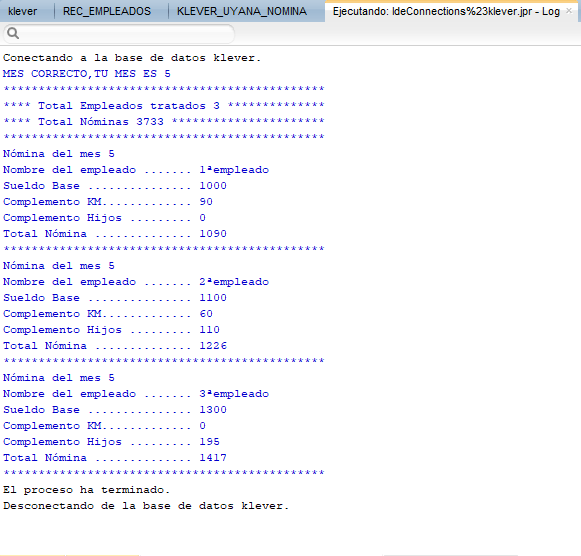 klever REC_EMPLEADOS KLEVER_UYANA_NOMINA Ejecutando: IdeConnections%23klever.jpr - Log ×
Conectando a la base de datos klever.
MES CORRECTO,TU MES ES 5
**********************************************
**** Total Empleados tratados 3 **************
**** Total Nóminas 3733 **********************
**********************************************
Nómina del mes 5
Nombre del empleado ....... 1ªempleado
Sueldo Base ............... 1000
Complemento KM............. 90
Complemento Hijos ......... 0
Total Nómina .............. 1090
**********************************************
Nómina del mes 5
Nombre del empleado ....... 2ªempleado
Sueldo Base ............... 1100
Complemento KM............. 60
Complemento Hijos ......... 110
Total Nómina .............. 1226
**********************************************
Nómina del mes 5
Nombre del empleado ....... 3ªempleado
Sueldo Base ............... 1300
Complemento KM............. 0
Complemento Hijos ......... 195
Total Nómina .............. 1417
**********************************************
El proceso ha terminado.
Desconectando de la base de datos klever.